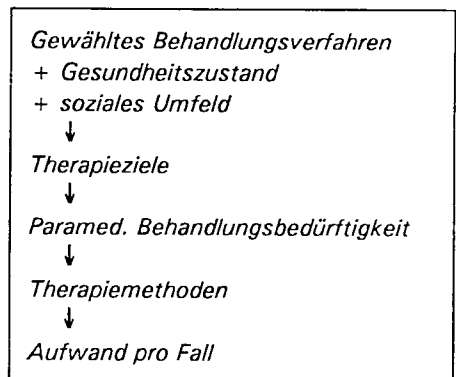 Gewähltes Behandlungsverfahren
+ Gesundheitszustand
+ soziales Umfeld
↓
Therapieziele
↓
Paramed. Behandlungsbedürftigkeit
↓
Therapiemethoden
↓
Aufwand pro Fall